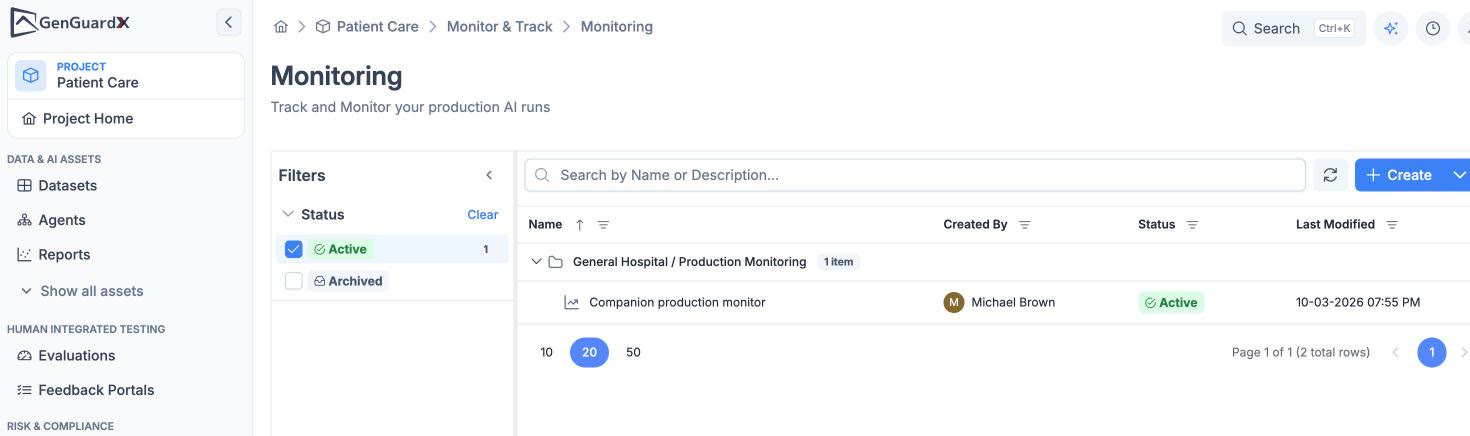 GenGuardX
PROJECT
Patient Care
Project Home
DATA & AI ASSETS
Datasets
Agents
Reports
Show all assets
HUMAN INTEGRATED TESTING
Evaluations
Feedback Portals
RISK & COMPLIANCE
Patient Care Monitor & Track Monitoring
Search Ctrl+K
Monitoring
Track and Monitor your production AI runs
Filters
Status Clear
Active 1
Archived
Search by Name or Description...
Create
Name Created By Status Last Modified
General Hospital / Production Monitoring 1 item
Companion production monitor M Michael Brown Active 10-03-2026 07:55 PM
10 20 50 Page 1 of 1 (2 total rows) 1